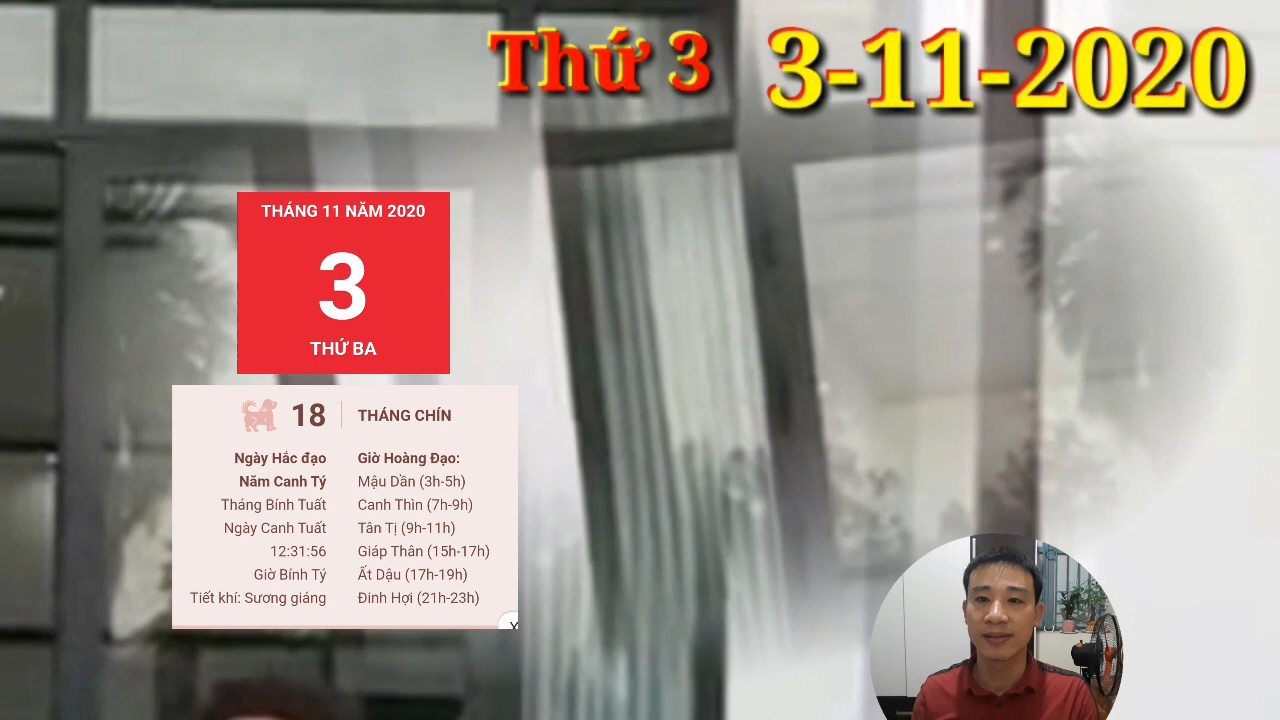 Thứ 3 3-11-2020
THÁNG 11 NĂM 2020
3
THỨ BA
18 THÁNG CHÍN
Ngày Hắc đạo
Năm Canh Tý
Tháng Bính Tuất
Ngày Canh Tuất
12:31:56
Giờ Bính Tý
Tiết khí: Sương giáng
Giờ Hoàng Đạo:
Mậu Dần (3h-5h)
Canh Thìn (7h-9h)
Tân Tị (9h-11h)
Giáp Thân (15h-17h)
Ất Dậu (17h-19h)
Đinh Hợi (21h-23h)